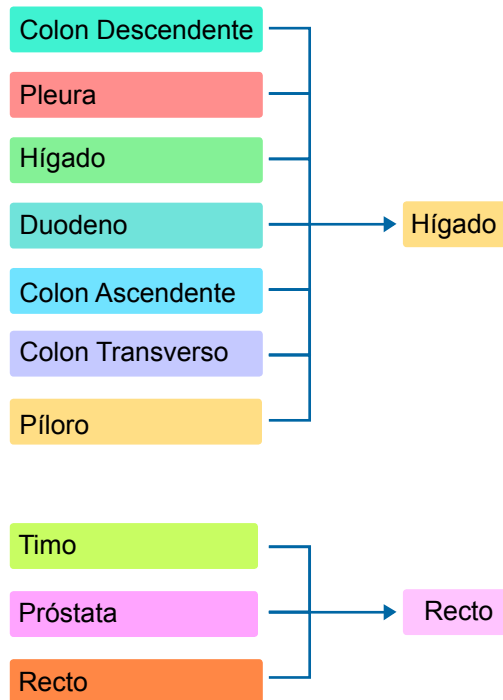 Colon Descendente
Pleura
Hígado
Duodeno
Hígado
Colon Ascendente
Colon Transverso
Píloro
Timo
Próstata
Recto
Recto